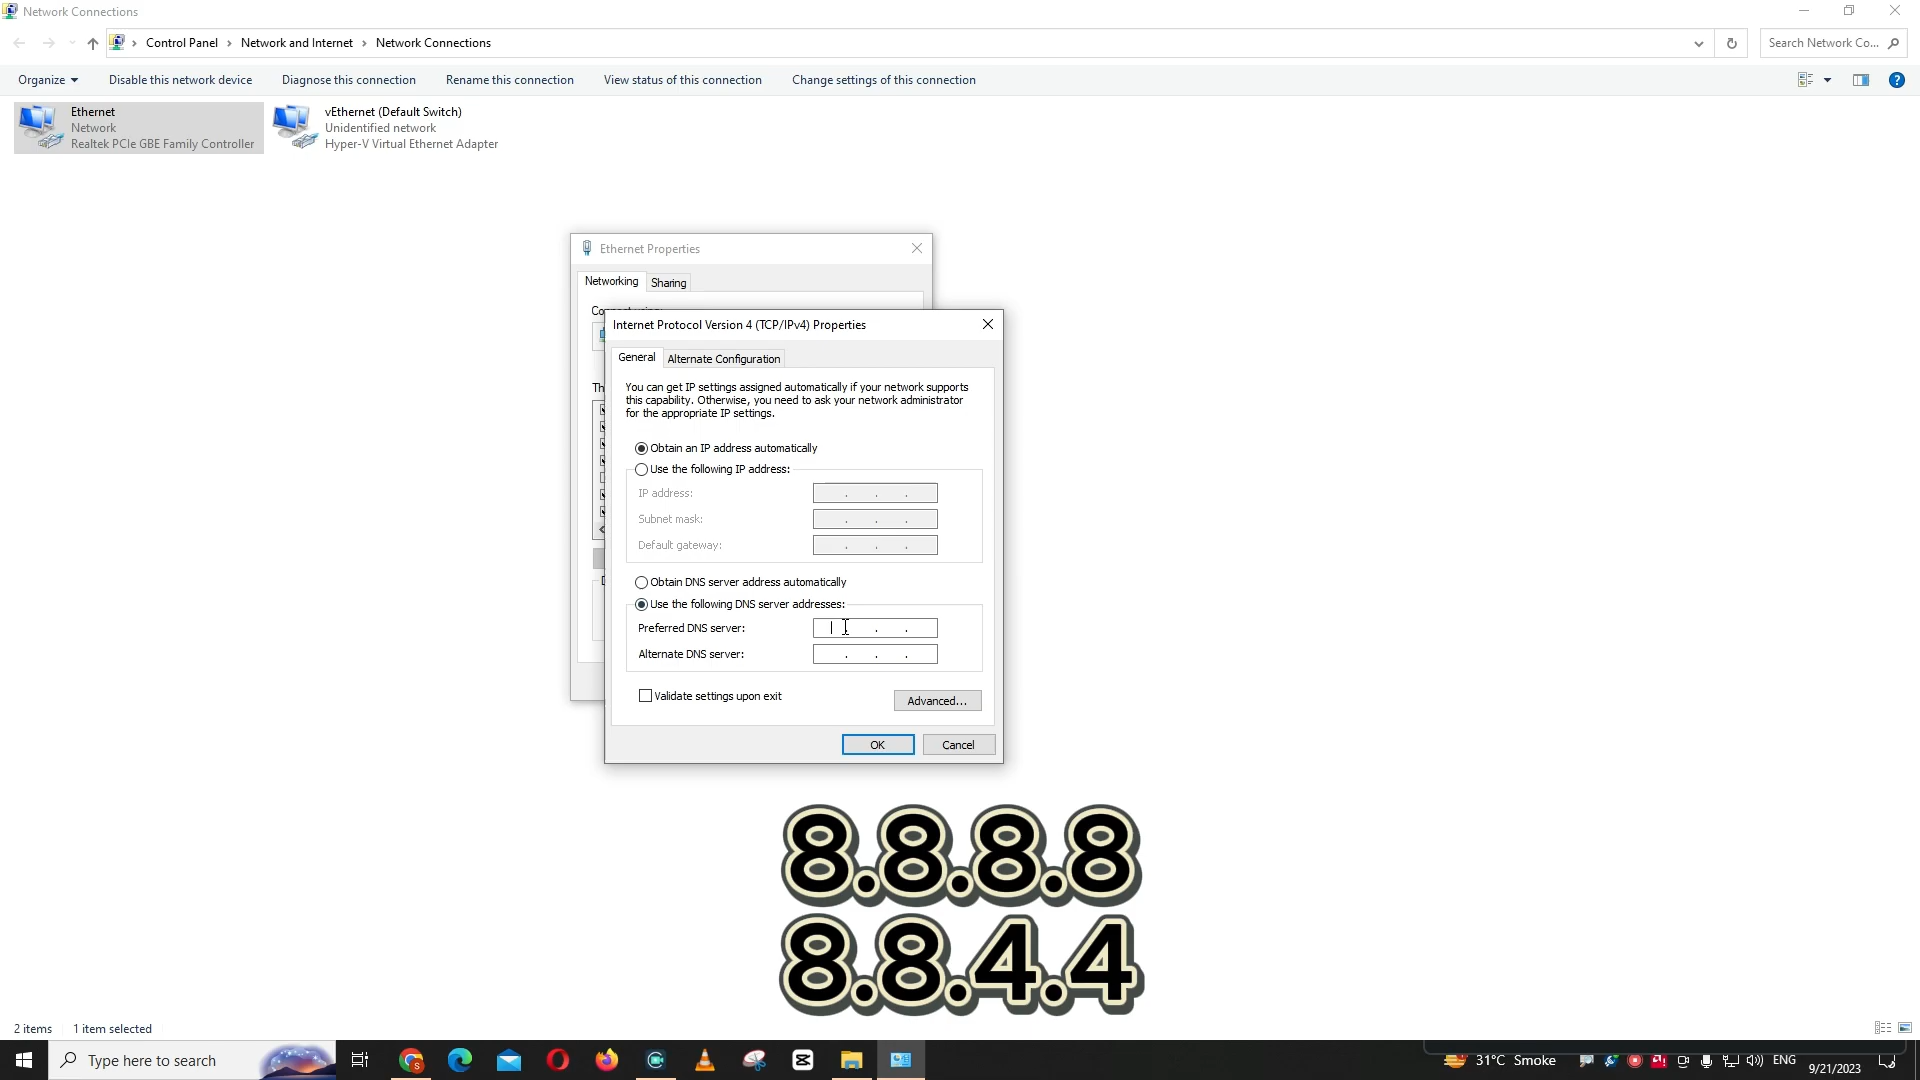 Network Connections
Control Panel > Network and Internet > Network Connections
Search Network Co...
Organize
Disable this network device
Diagnose this connection
Rename this connection
View status of this connection
Change settings of this connection
Ethernet
Network
Realtek PCIe GBE Family Controller
vEthernet (Default Switch)
Unidentified network
Hyper-V Virtual Ethernet Adapter
Ethernet Properties
Networking
Sharing
Internet Protocol Version 4 (TCP/IPv4) Properties
General
Alternate Configuration
You can get IP settings assigned automatically if your network supports
this capability. Otherwise, you need to ask your network administrator
for the appropriate IP settings.
Obtain an IP address automatically
Use the following IP address:
IP address:
Subnet mask:
Default gateway:
Obtain DNS server address automatically
Use the following DNS server addresses:
Preferred DNS server:
Alternate DNS server:
Validate settings upon exit
Advanced...
OK
Cancel
8.8.8.8
8.8.4.4
2 items
1 item selected
Type here to search
31°C Smoke
ENG
9/21/2023